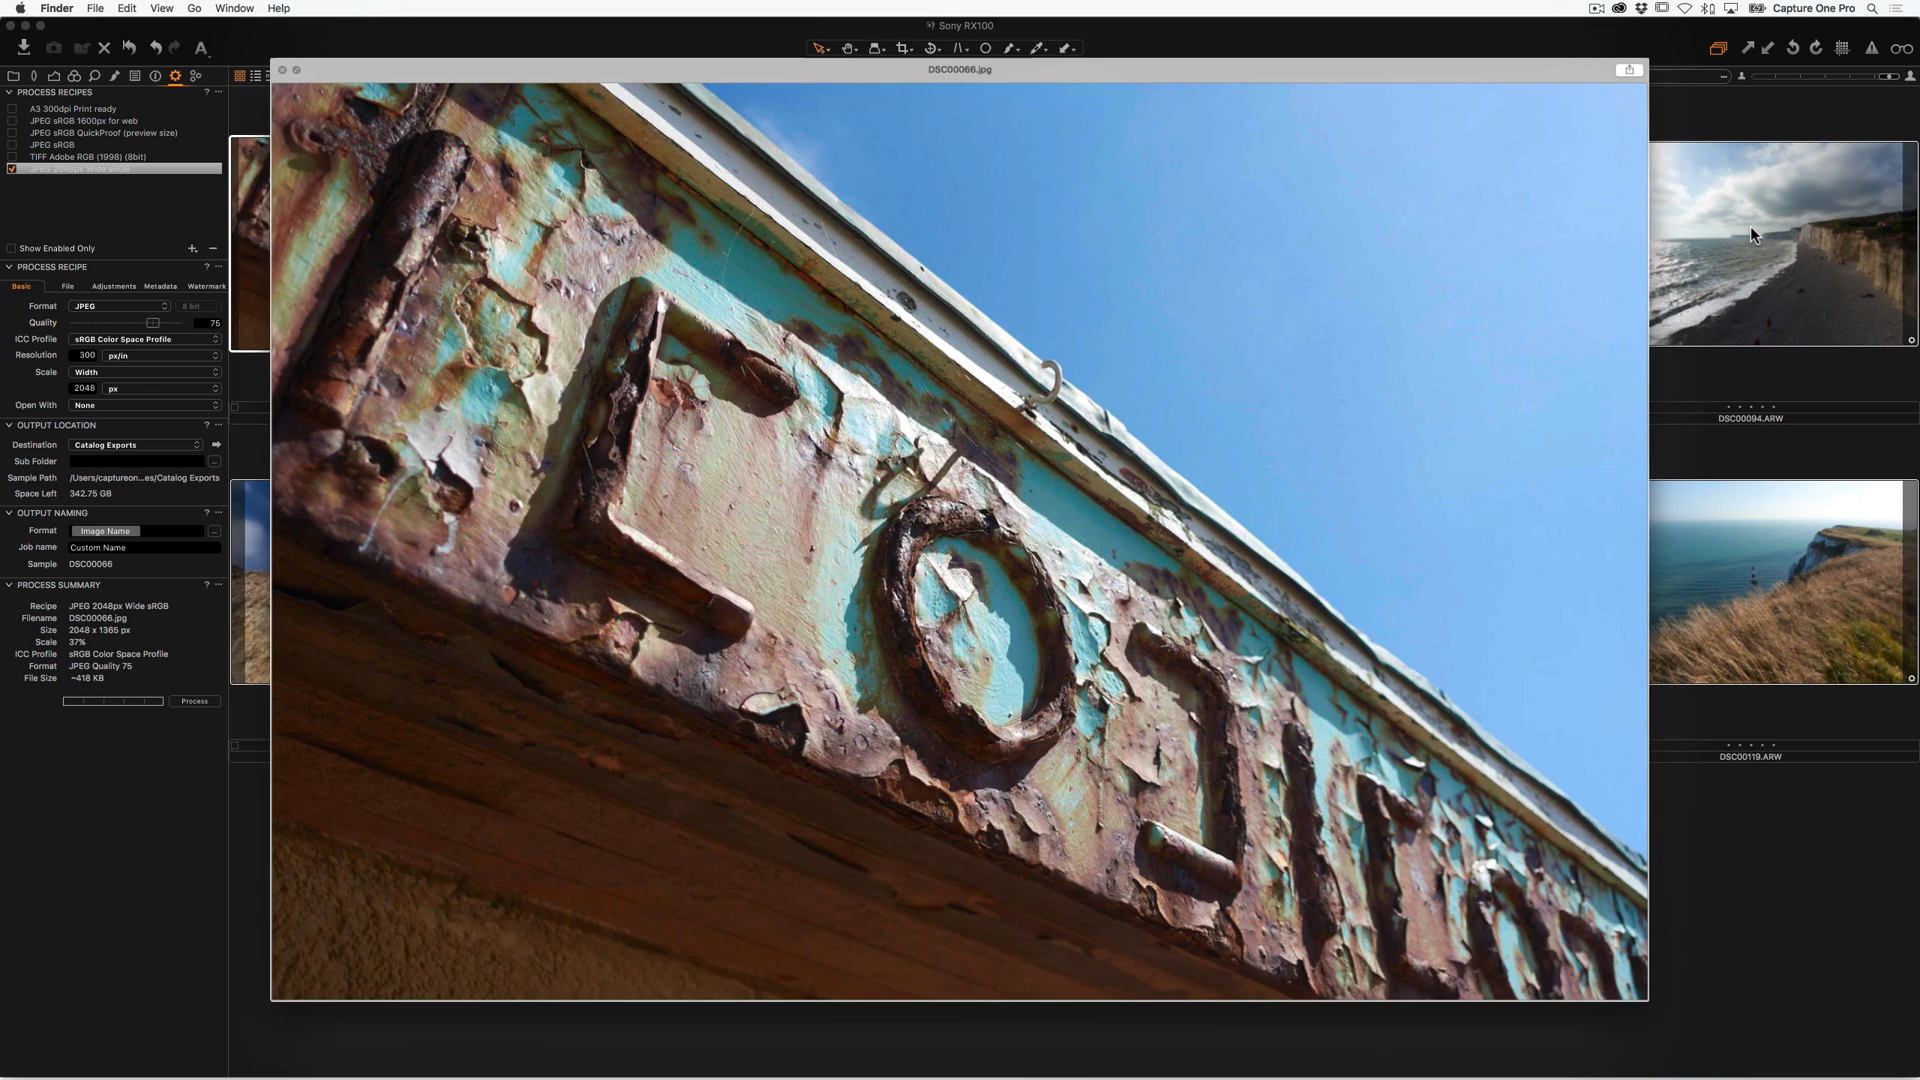 Finder File Edit View Go Window Help
Capture One Pro
Sony RX100
DSC00066.jpg
PROCESS RECIPES
A3 300dpi Print ready
JPEG sRGB 1600px for web
JPEG sRGB QuickProof (preview size)
JPEG sRGB
TIFF Adobe RGB (1998) (8bit)
JPEG 2048px Wide sRGB
Show Enabled Only
PROCESS RECIPE
Basic File Adjustments Metadata Watermark
Format JPEG 8 bit
Quality 75
ICC Profile sRGB Color Space Profile
Resolution 300 px/in
Scale Width
2048 px
Open With None
OUTPUT LOCATION
Destination Catalog Exports
Sub Folder
Sample Path /Users/captureon...es/Catalog Exports
Space Left 342.75 GB
OUTPUT NAMING
Format Image Name
Job name Custom Name
Sample DSC00066
PROCESS SUMMARY
Recipe JPEG 2048px Wide sRGB
Filename DSC00066.jpg
Size 2048 x 1365 px
Scale 37%
ICC Profile sRGB Color Space Profile
Format JPEG Quality 75
File Size ~418 KB
Process
DSC00094.ARW
DSC00119.ARW